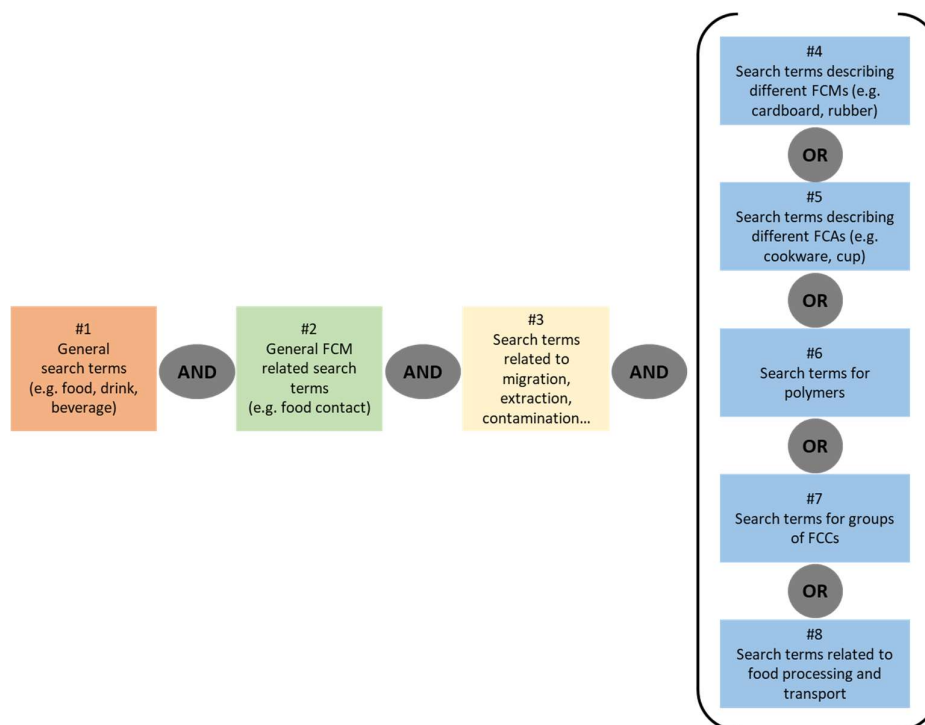 #1
General
search terms
(e.g. food, drink,
beverage)
AND
#2
General FCM
related search
terms
(e.g. food contact)
AND
#3
Search terms
related to
migration,
extraction,
contamination...
AND
#4
Search terms describing
different FCMs (e.g.
cardboard, rubber)
OR
#5
Search terms describing
different FCAs (e.g.
cookware, cup)
OR
#6
Search terms for
polymers
OR
#7
Search terms for groups
of FCCs
OR
#8
Search terms related to
food processing and
transport